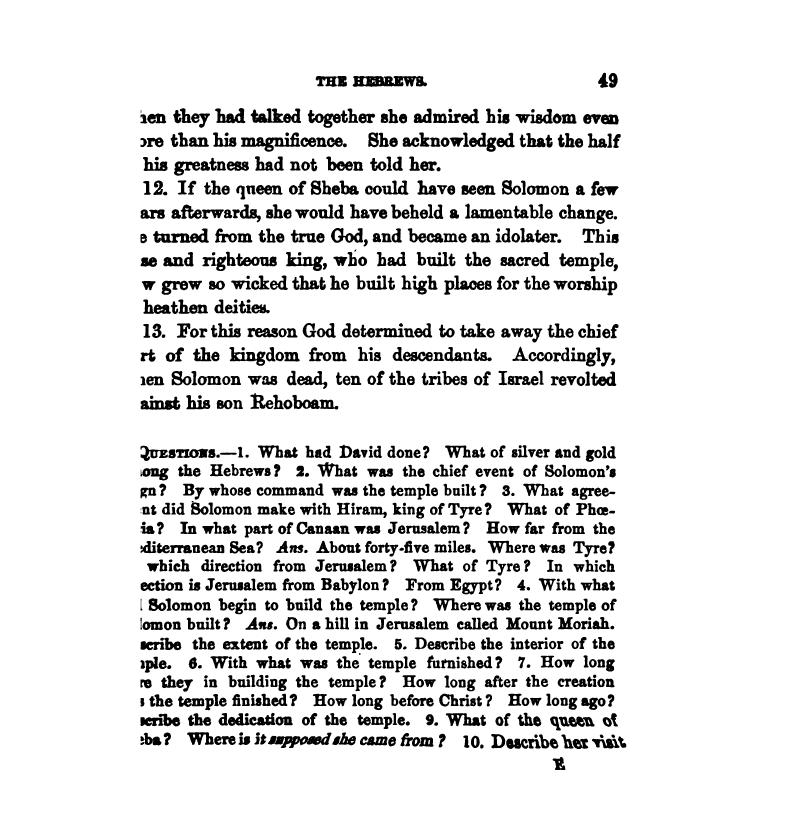 THE HEBREWS. 49
en they had talked together she admired his wisdom even
ore than his magnificence. She acknowledged that the half
his greatness had not been told her.
12. If the queen of Sheba could have seen Solomon a few
ars afterwards, she would have beheld a lamentable change.
e turned from the true God, and became an idolater. This
se and righteous king, who had built the sacred temple,
w grew so wicked that he built high places for the worship
heathen deities.
13. For this reason God determined to take away the chief
rt of the kingdom from his descendants. Accordingly,
en Solomon was dead, ten of the tribes of Israel revolted
ainst his son Rehoboam.
QUESTIONS.—1. What had David done? What of silver and gold
ong the Hebrews? 2. What was the chief event of Solomon's
gn? By whose command was the temple built? 3. What agree-
nt did Solomon make with Hiram, king of Tyre? What of Phœ-
ia? In what part of Canaan was Jerusalem? How far from the
diterranean Sea? Ans. About forty-five miles. Where was Tyre?
which direction from Jerusalem? What of Tyre? In which
ection is Jerusalem from Babylon? From Egypt? 4. With what
Solomon begin to build the temple? Where was the temple of
lomon built? Ans. On a hill in Jerusalem called Mount Moriah.
scribe the extent of the temple. 5. Describe the interior of the
ple. 6. With what was the temple furnished? 7. How long
re they in building the temple? How long after the creation
s the temple finished? How long before Christ? How long ago?
scribe the dedication of the temple. 9. What of the queen of
eba? Where is it supposed she came from? 10. Describe her visit
E